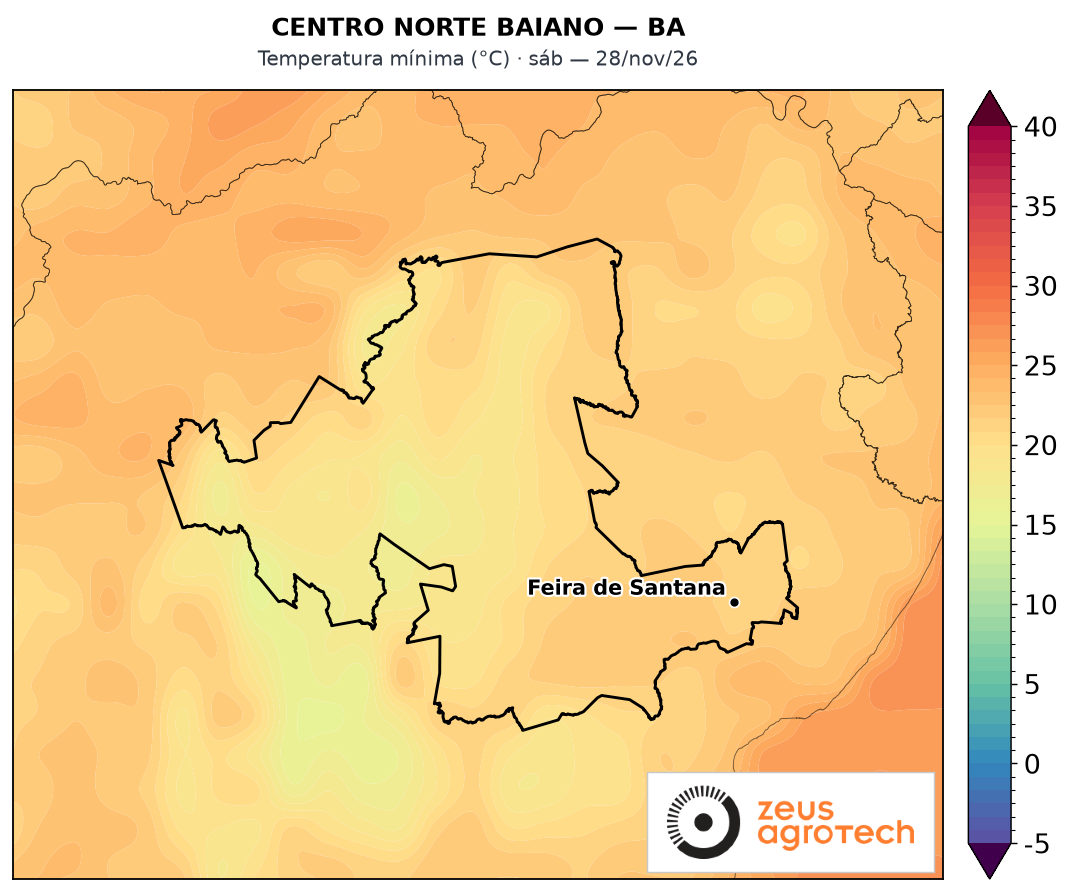 CENTRO NORTE BAIANO — BA
Temperatura mínima (°C) · sáb — 28/nov/26
40
35
30
25
20
15
10
5
0
-5
Feira de Santana
zeus
agrotech